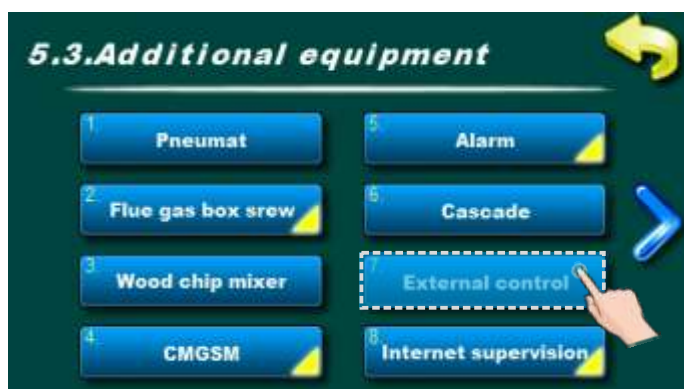 5.3.Additional equipment
1. Pneumat
2. Flue gas box srew
3. Wood chip mixer
4. CMGSM
5. Alarm
6. Cascade
7. External control
8. Internet supervision